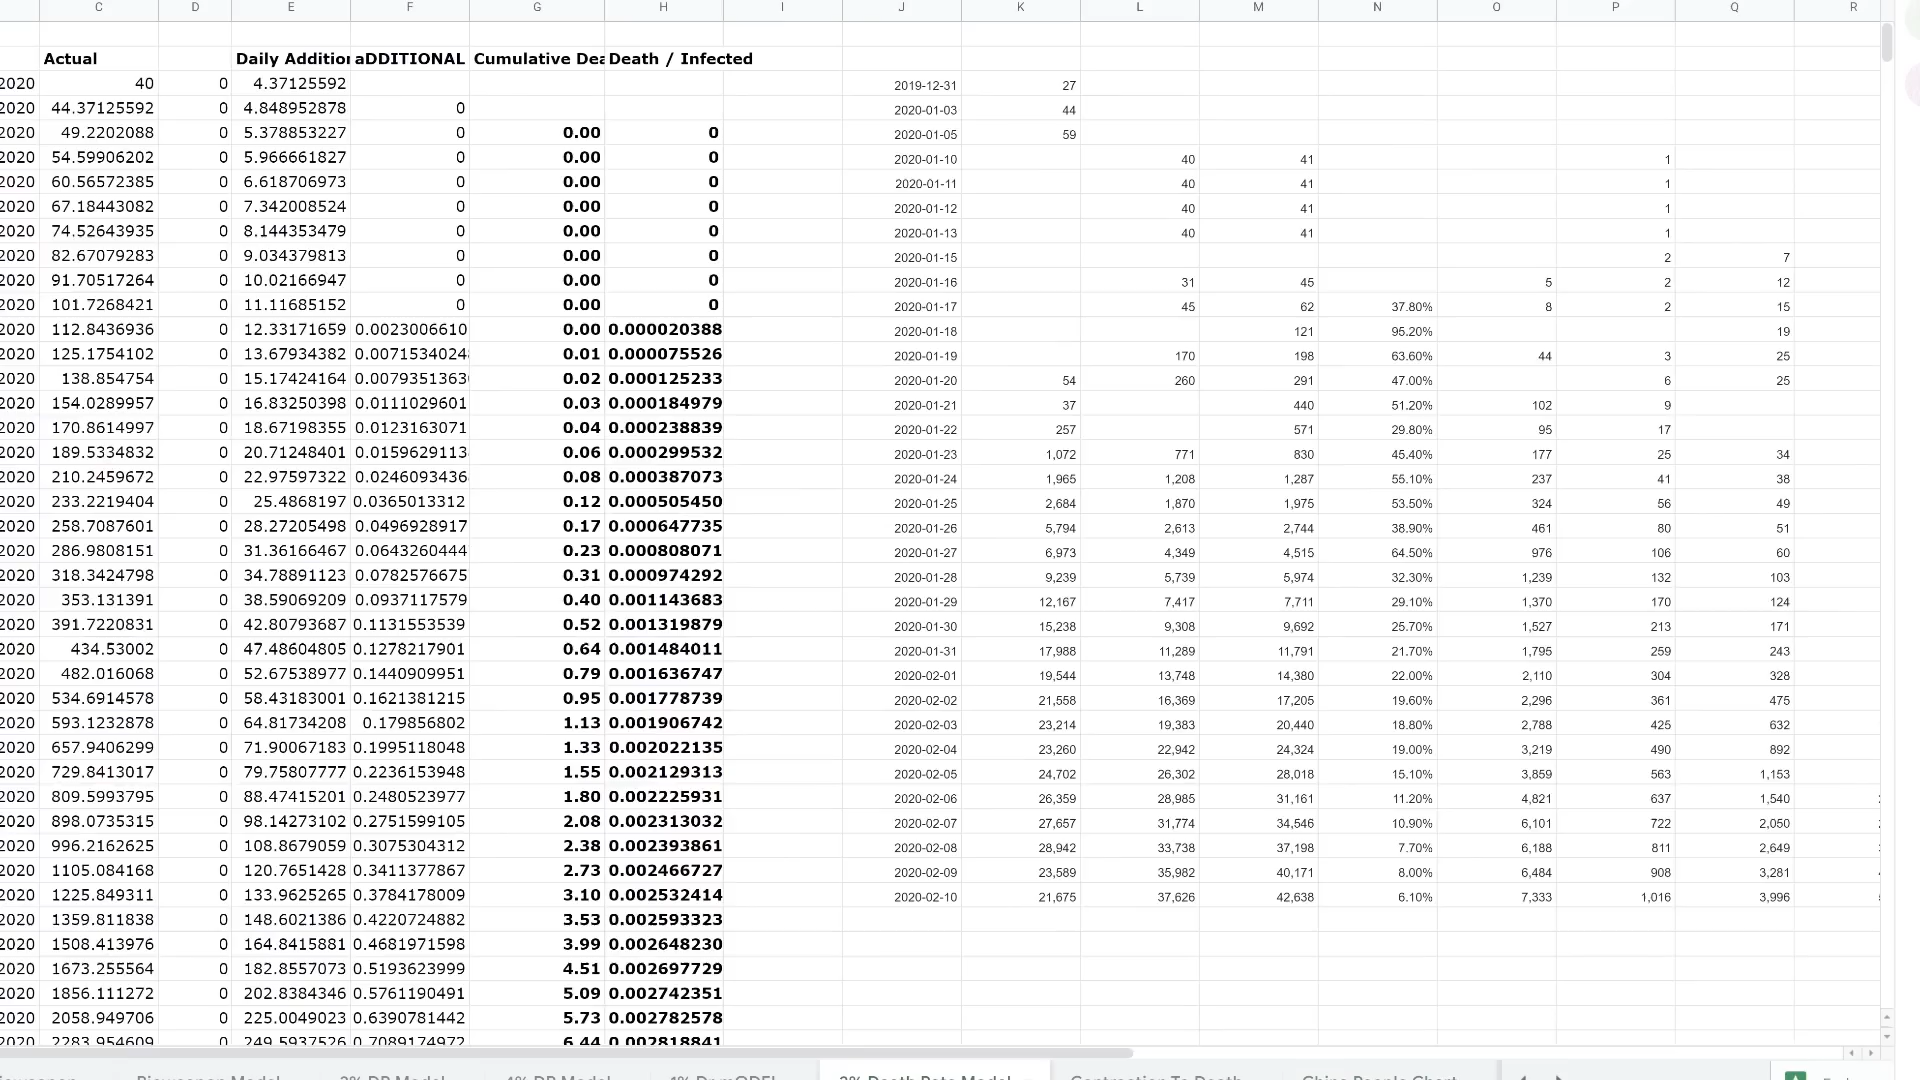 C D E F G H I J K L M N O P Q R
Actual Daily Addition aDDITIONAL Cumulative Dea Death / Infected
2020 40 0 4.37125592 2019-12-31 27
2020 44.37125592 0 4.848952878 0 2020-01-03 44
2020 49.2202088 0 5.378853227 0 0.00 0 2020-01-05 59
2020 54.59906202 0 5.966661827 0 0.00 0 2020-01-10 40 41 1
2020 60.56572385 0 6.618706973 0 0.00 0 2020-01-11 40 41 1
2020 67.18443082 0 7.342008524 0 0.00 0 2020-01-12 40 41 1
2020 74.52643935 0 8.144353479 0 0.00 0 2020-01-13 40 41 1
2020 82.67079283 0 9.034379813 0 0.00 0 2020-01-15 2 7
2020 91.70517264 0 10.02166947 0 0.00 0 2020-01-16 31 45 5 2 12
2020 101.7268421 0 11.11685152 0 0.00 0 2020-01-17 45 62 37.80% 8 2 15
2020 112.8436936 0 12.33171659 0.0023006610 0.00 0.000020388 2020-01-18 121 95.20% 19
2020 125.1754102 0 13.67934382 0.007153402 0.01 0.000075526 2020-01-19 170 198 63.60% 44 3 25
2020 138.854754 0 15.17424164 0.007935136 0.02 0.000125233 2020-01-20 54 260 291 47.00% 6 25
2020 154.0289957 0 16.83250398 0.0111029601 0.03 0.000184979 2020-01-21 37 440 51.20% 102 9
2020 170.8614997 0 18.67198355 0.0123163071 0.04 0.000238839 2020-01-22 257 571 29.80% 95 17
2020 189.5334832 0 20.71248401 0.015962911 0.06 0.000299532 2020-01-23 1,072 771 830 45.40% 177 25 34
2020 210.2459672 0 22.97597322 0.024609343 0.08 0.000387073 2020-01-24 1,965 1,208 1,287 55.10% 237 41 38
2020 233.2219404 0 25.4868197 0.0365013312 0.12 0.000505450 2020-01-25 2,684 1,870 1,975 53.50% 324 56 49
2020 258.7087601 0 28.27205498 0.0496928917 0.17 0.000647735 2020-01-26 5,794 2,613 2,744 38.90% 461 80 51
2020 286.9808151 0 31.36166467 0.0643260444 0.23 0.000808071 2020-01-27 6,973 4,349 4,515 64.50% 976 106 60
2020 318.3424798 0 34.78891123 0.0782576675 0.31 0.000974292 2020-01-28 9,239 5,739 5,974 32.30% 1,239 132 103
2020 353.131391 0 38.59069209 0.0937117579 0.40 0.001143683 2020-01-29 12,167 7,417 7,711 29.10% 1,370 170 124
2020 391.7220831 0 42.80793687 0.1131553539 0.52 0.001319879 2020-01-30 15,238 9,308 9,692 25.70% 1,527 213 171
2020 434.53002 0 47.48604805 0.1278217901 0.64 0.001484011 2020-01-31 17,988 11,289 11,791 21.70% 1,795 259 243
2020 482.016068 0 52.67538977 0.1440909951 0.79 0.001636747 2020-02-01 19,544 13,748 14,380 22.00% 2,110 304 328
2020 534.6914578 0 58.43183001 0.1621381215 0.95 0.001778739 2020-02-02 21,558 16,369 17,205 19.60% 2,296 361 475
2020 593.1232878 0 64.81734208 0.179856802 1.13 0.001906742 2020-02-03 23,214 19,383 20,440 18.80% 2,788 425 632
2020 657.9406299 0 71.90067183 0.1995118048 1.33 0.002022135 2020-02-04 23,260 22,942 24,324 19.00% 3,219 490 892
2020 729.8413017 0 79.75807777 0.2236153948 1.55 0.002129313 2020-02-05 24,702 26,302 28,018 15.10% 3,859 563 1,153
2020 809.5993795 0 88.47415201 0.2480523977 1.80 0.002225931 2020-02-06 26,359 28,985 31,161 11.20% 4,821 637 1,540
2020 898.0735315 0 98.14273102 0.2751599105 2.08 0.002313032 2020-02-07 27,657 31,774 34,546 10.90% 6,101 722 2,050
2020 996.2162625 0 108.8679059 0.3075304312 2.38 0.002393861 2020-02-08 28,942 33,738 37,198 7.70% 6,188 811 2,649
2020 1105.084168 0 120.7651428 0.3411377867 2.73 0.002466727 2020-02-09 23,589 35,982 40,171 8.00% 6,484 908 3,281
2020 1225.849311 0 133.9625265 0.3784178009 3.10 0.002532414 2020-02-10 21,675 37,626 42,638 6.10% 7,333 1,016 3,996
2020 1359.811838 0 148.6021386 0.4220724882 3.53 0.002593323
2020 1508.413976 0 164.8415881 0.4681971598 3.99 0.002648230
2020 1673.255564 0 182.8557073 0.5193623999 4.51 0.002697729
2020 1856.111272 0 202.8384346 0.5761190491 5.09 0.002742351
2020 2058.949706 0 225.0049023 0.6390781442 5.73 0.002782578
2020 2283.954609 0 249.5937526 0.7089174972 6.44 0.002818841
Bioweapon Model 2% DR Model 4% DR Model 3% Death Rate Model Contraction To Death China People Chart